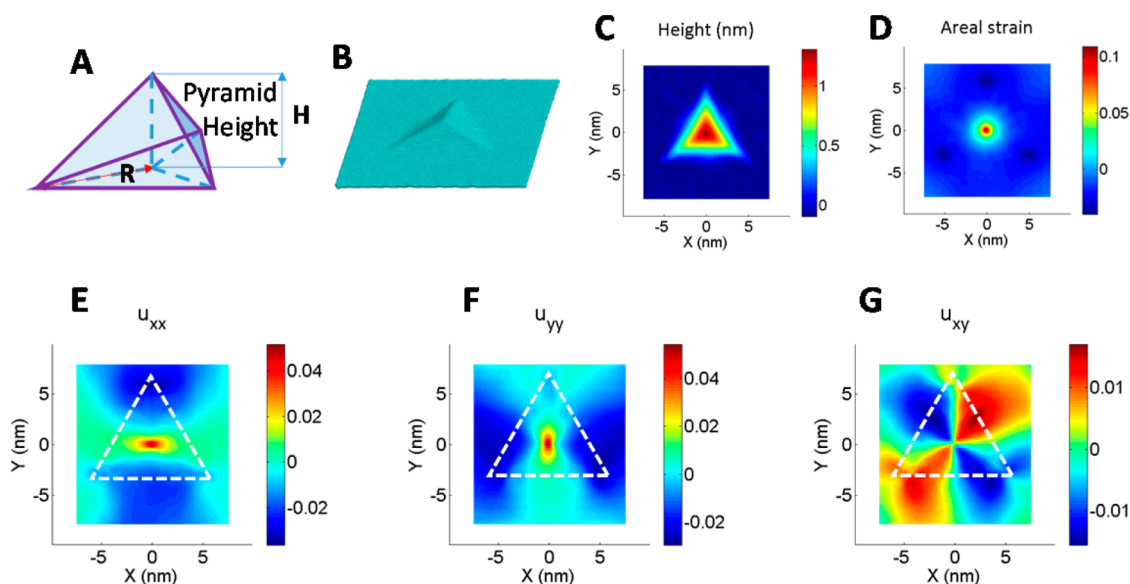 A
Pyramid
Height
H
R
B
C
Height (nm)
Y (nm)
5
0
-5
-5 0 5
X (nm)
1
0.5
0
D
Areal strain
Y (nm)
5
0
-5
-5 0 5
X (nm)
0.1
0.05
0
E
u_xx
Y (nm)
5
0
-5
-5 0 5
X (nm)
0.04
0.02
0
-0.02
F
u_yy
Y (nm)
5
0
-5
-5 0 5
X (nm)
0.04
0.02
0
-0.02
G
u_xy
Y (nm)
5
0
-5
-5 0 5
X (nm)
0.01
0
-0.01